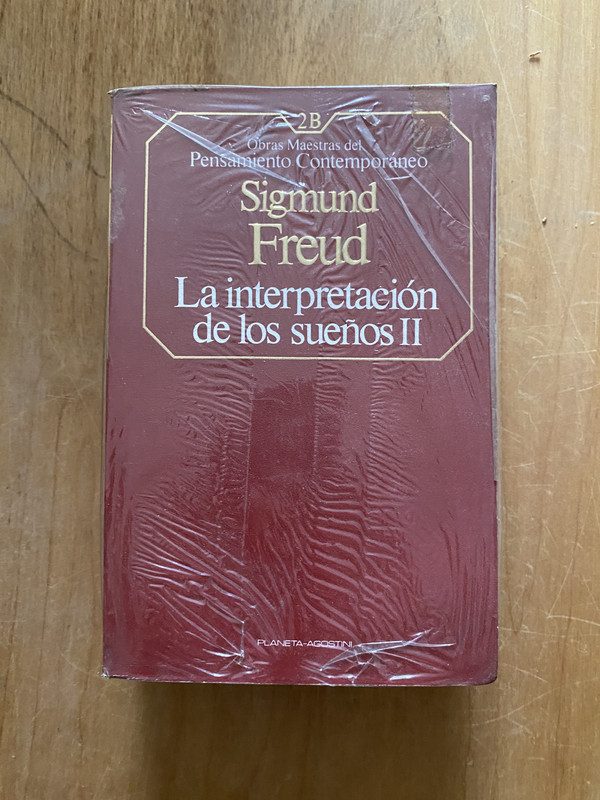 2B
Obras Maestras del
Pensamiento Contemporáneo
Sigmund
Freud
La interpretación
de los sueños II
PLANETA-AGOSTINI